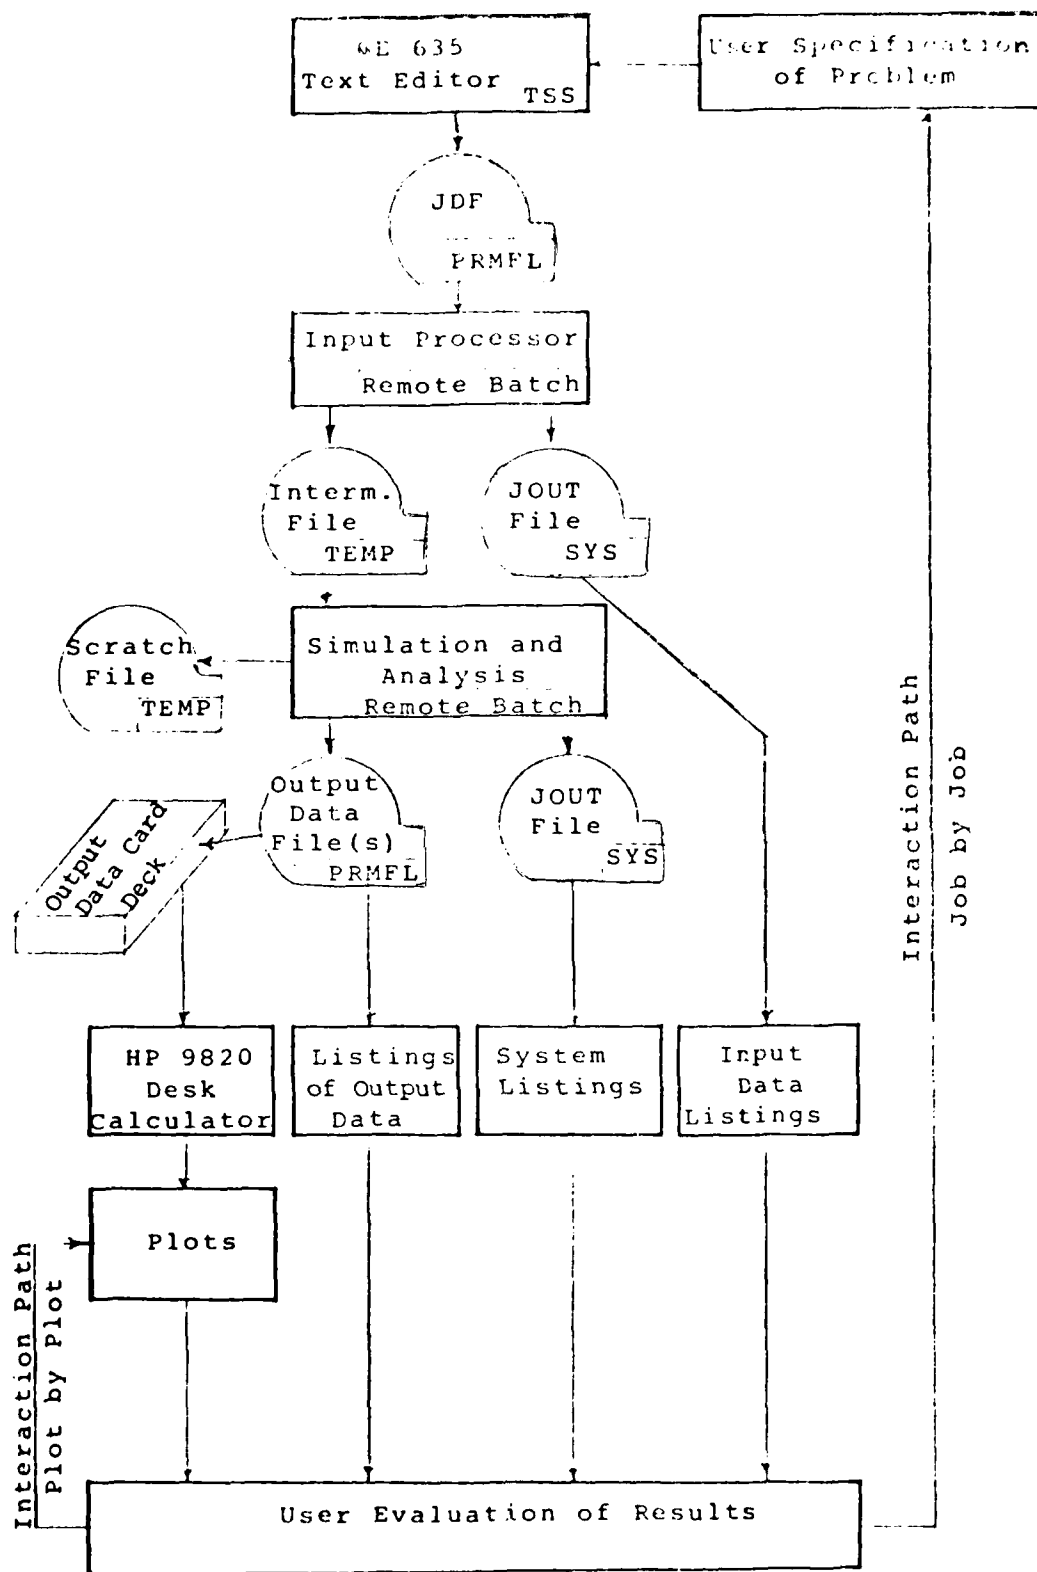 GE 635
Text Editor
TSS
User Specification
of Problem
JDF
PRMFL
Input Processor
Remote Batch
Interm.
File
TEMP
JOUT
File
SYS
Scratch
File
TEMP
Simulation and
Analysis
Remote Batch
Output
Data
File(s)
PRMFL
JOUT
File
SYS
Output
Data Card
Deck
Interaction Path
Job by Job
HP 9820
Desk
Calculator
Listings
of Output
Data
System
Listings
Input
Data
Listings
Plots
Interaction Path
Plot by Plot
User Evaluation of Results